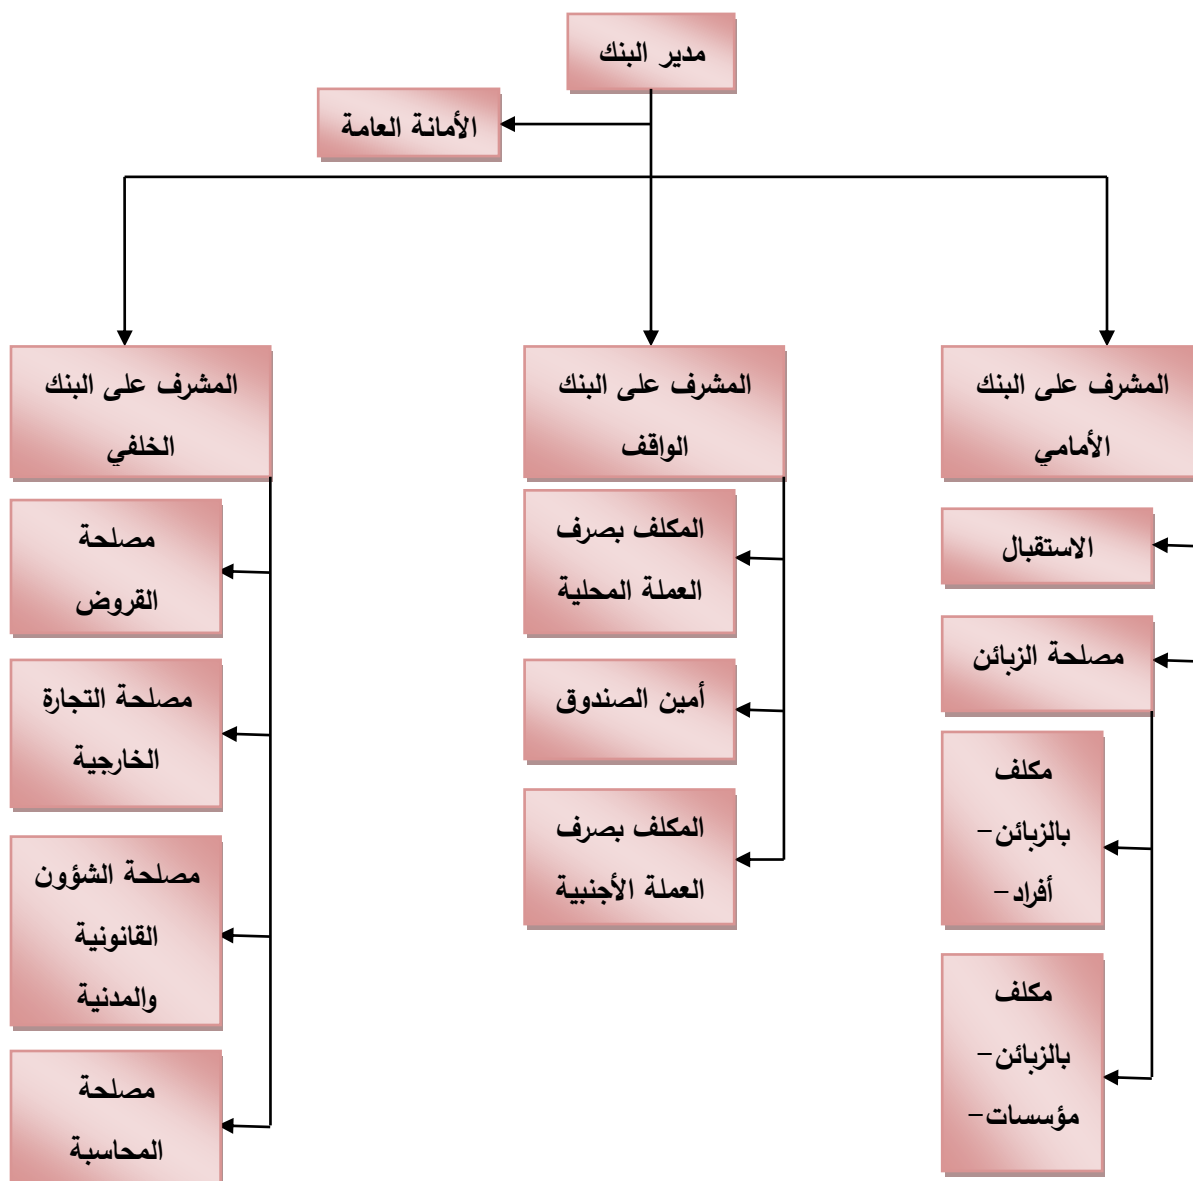 مدير البنك
الأمانة العامة
المشرف على البنك
الأمامي
الاستقبال
مصلحة الزبائن
مكلف
بالزبائن –
أفراد –
مكلف
بالزبائن –
مؤسسات–
المشرف على البنك
الواقف
المكلف بصرف
العملة المحلية
أمين الصندوق
المكلف بصرف
العملة الأجنبية
المشرف على البنك
الخلفي
مصلحة
القروض
مصلحة التجارة
الخارجية
مصلحة الشؤون
القانونية
والمدنية
مصلحة
المحاسبة